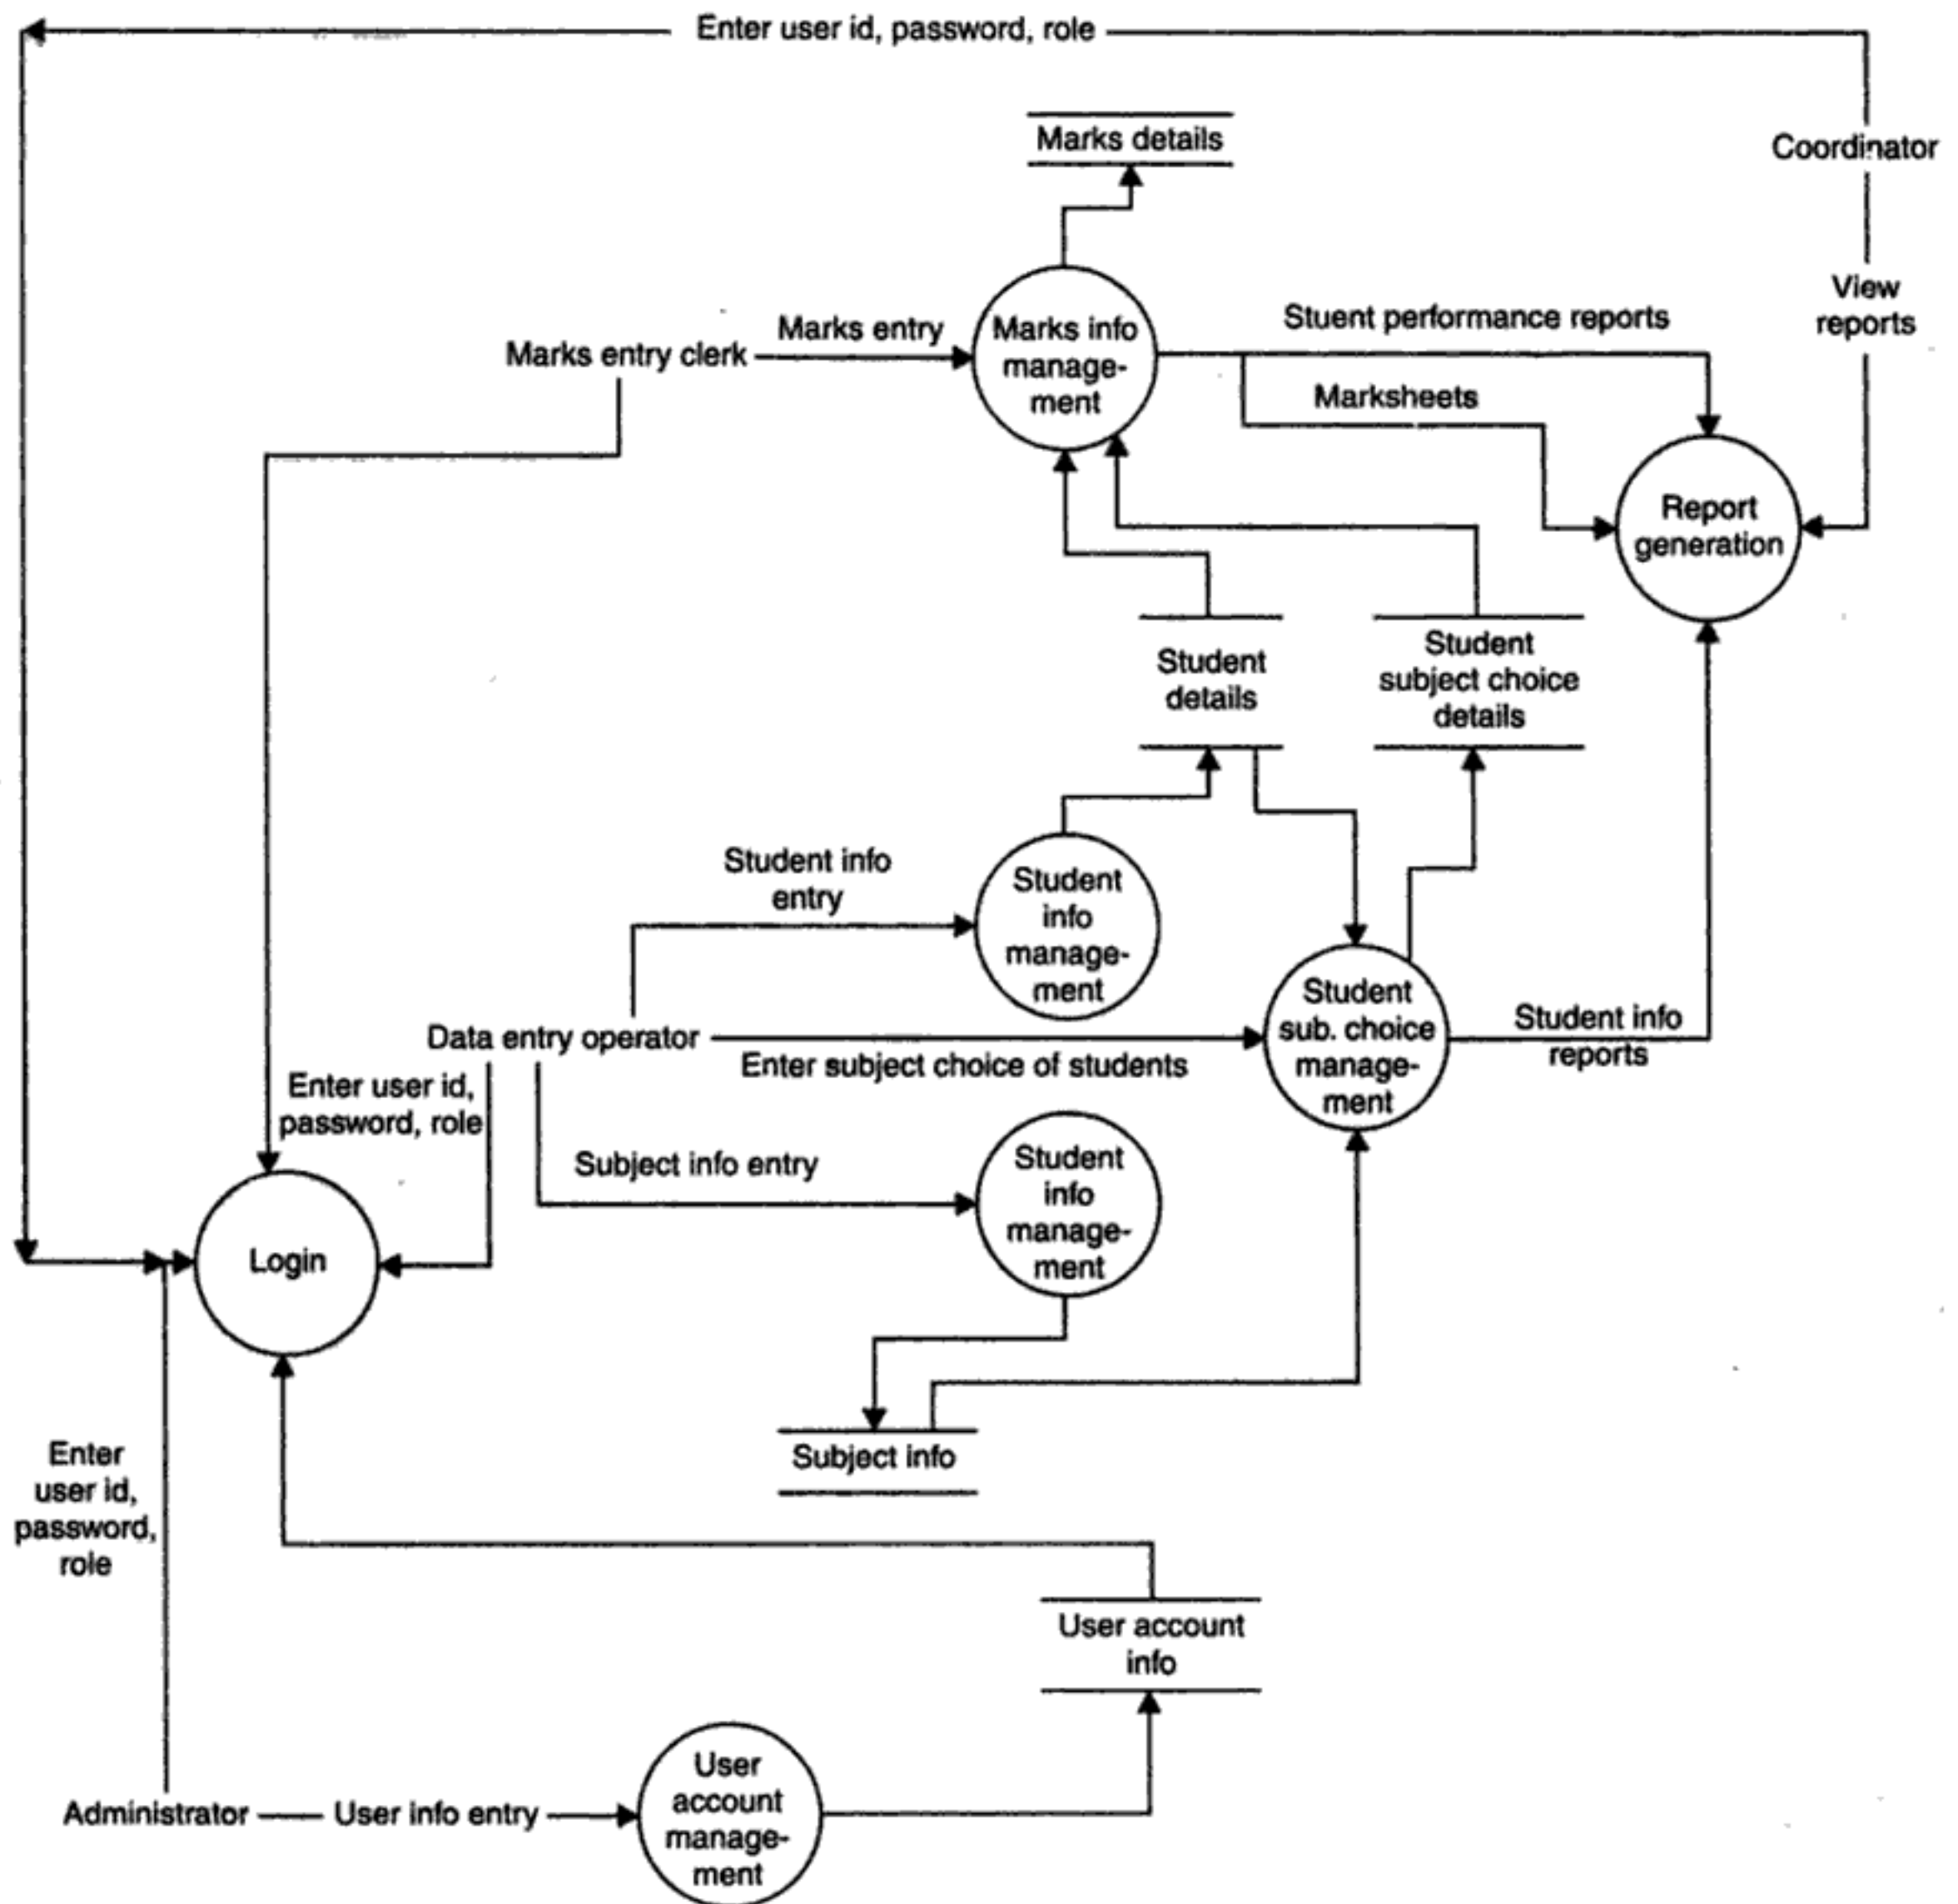 Enter user id, password, role
Marks details
Coordinator
View
reports
Stuent performance reports
Marks entry
Marks entry clerk
Marks info
manage-
ment
Marksheets
Report
generation
Student
details
Student
subject choice
details
Student info
entry
Student
info
manage-
ment
Data entry operator
Enter subject choice of students
Student
sub. choice
manage-
ment
Student info
reports
Enter user id,
password, role
Subject info entry
Student
info
manage-
ment
Login
Subject info
Enter
user id,
password,
role
User account
info
Administrator
User info entry
User
account
manage-
ment